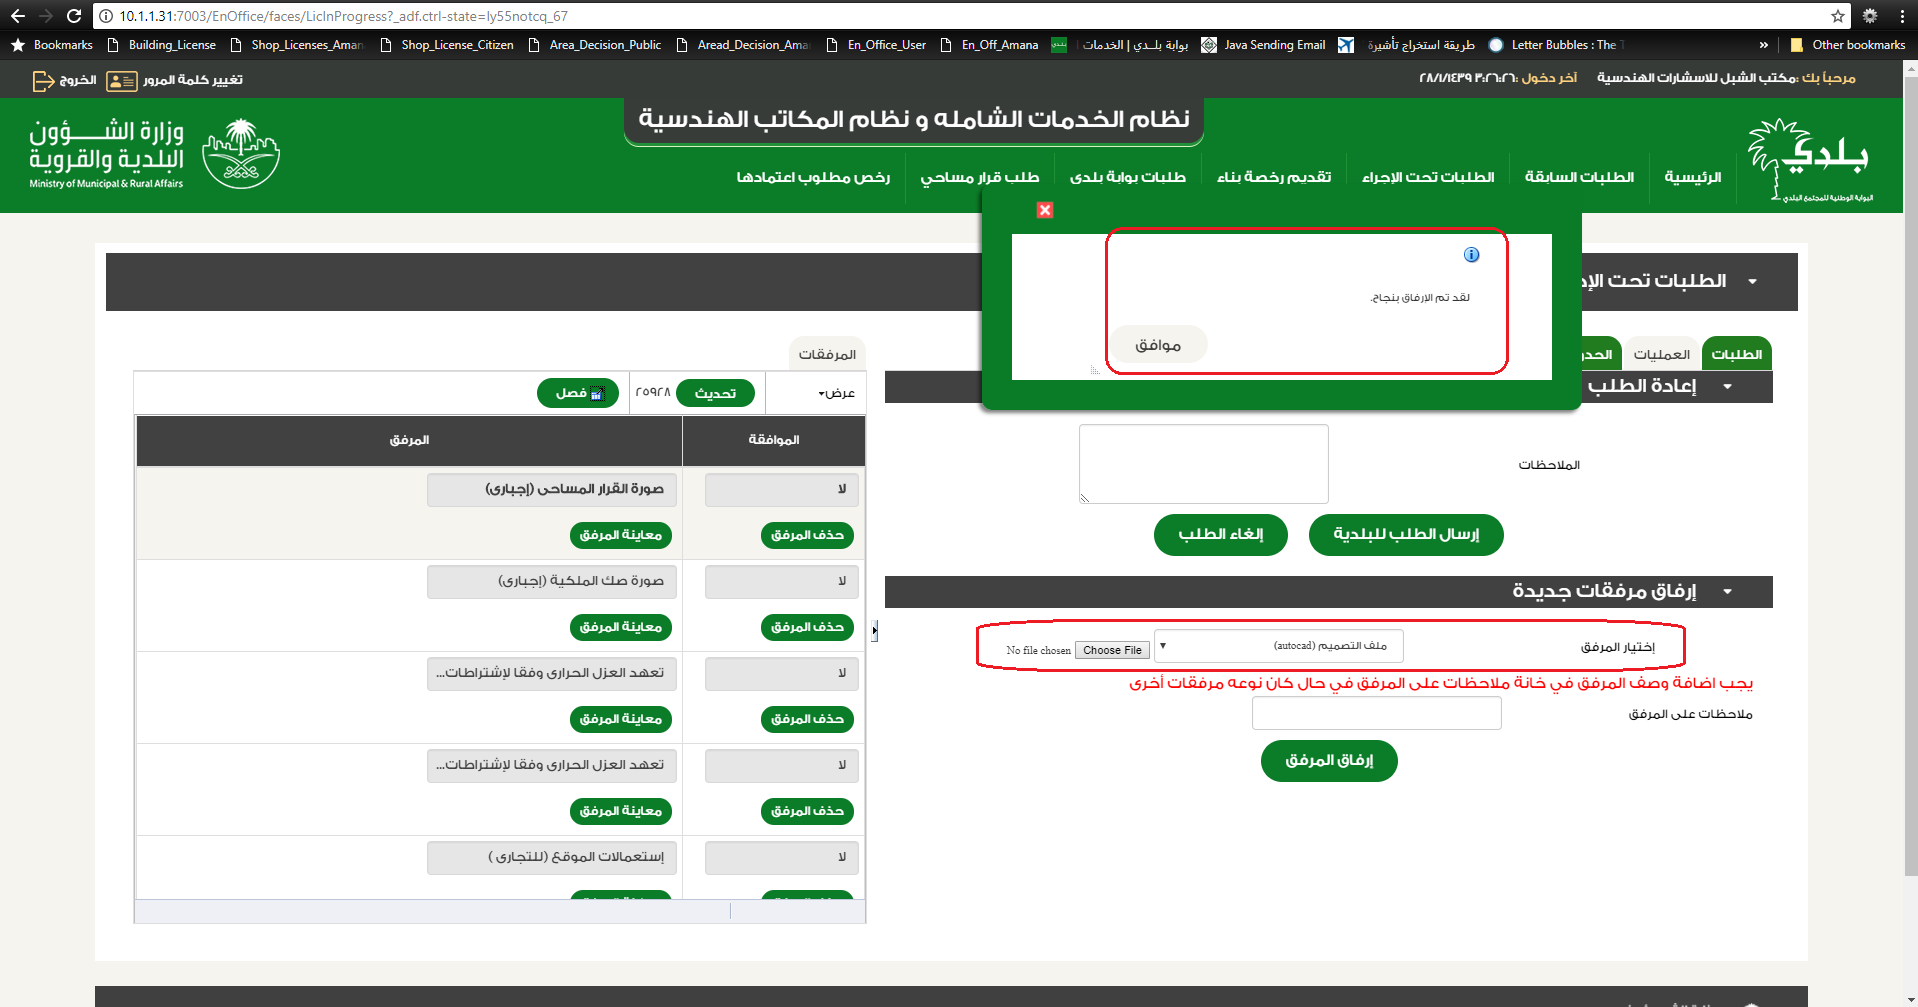 10.1.1.31:7003/EnOffice/faces/LicInProgress?_adf.ctrl-state=ly55notcq_67
Bookmarks Building_License Shop_Licenses_Aman Shop_License_Citizen Area_Decision_Public Aread_Decision_Ama En_Office_User En_Off_Amana بوابة بلــدي | الخدمات Java Sending Email طريقة استخراج تأشيرة Letter Bubbles : The T » Other bookmarks
مرحباً بك :مكتب الشبل للاسشارات الهندسية آخر دخول :٣:٢٦:٢٦ ٢٨/١/١٤٣٩
تغيير كلمة المرور الخروج
نظام الخدمات الشامله و نظام المكاتب الهندسية
بلدي
البوابة الوطنية للمجتمع البلدي
وزارة الشــــؤون
البلدية والقروية
Ministry of Municipal & Rural Affairs
الرئيسية الطلبات السابقة الطلبات تحت الإجراء تقديم رخصة بناء طلبات بوابة بلدى طلب قرار مساحي رخص مطلوب اعتمادها
لقد تم الإرفاق بنجاح.
موافق
الطلبات تحت الإ
الطلبات العمليات الحدو
إعادة الطلب
الملاحظات
إرسال الطلب للبلدية إلغاء الطلب
إرفاق مرفقات جديدة
إختيار المرفق ملف التصميم (autocad) Choose File No file chosen
يجب اضافة وصف المرفق في خانة ملاحظات على المرفق في حال كان نوعه مرفقات أخرى
ملاحظات على المرفق
إرفاق المرفق
المرفقات
عرض تحديث ٢٥٩٢٨ فصل
الموافقة المرفق
لا صورة القرار المساحى (إجبارى)
حذف المرفق معاينة المرفق
لا صورة صك الملكية (إجبارى)
حذف المرفق معاينة المرفق
لا تعهد العزل الحرارى وفقا لإشتراطات...
حذف المرفق معاينة المرفق
لا تعهد العزل الحرارى وفقا لإشتراطات...
حذف المرفق معاينة المرفق
لا إستعمالات الموقع (للتجارى )